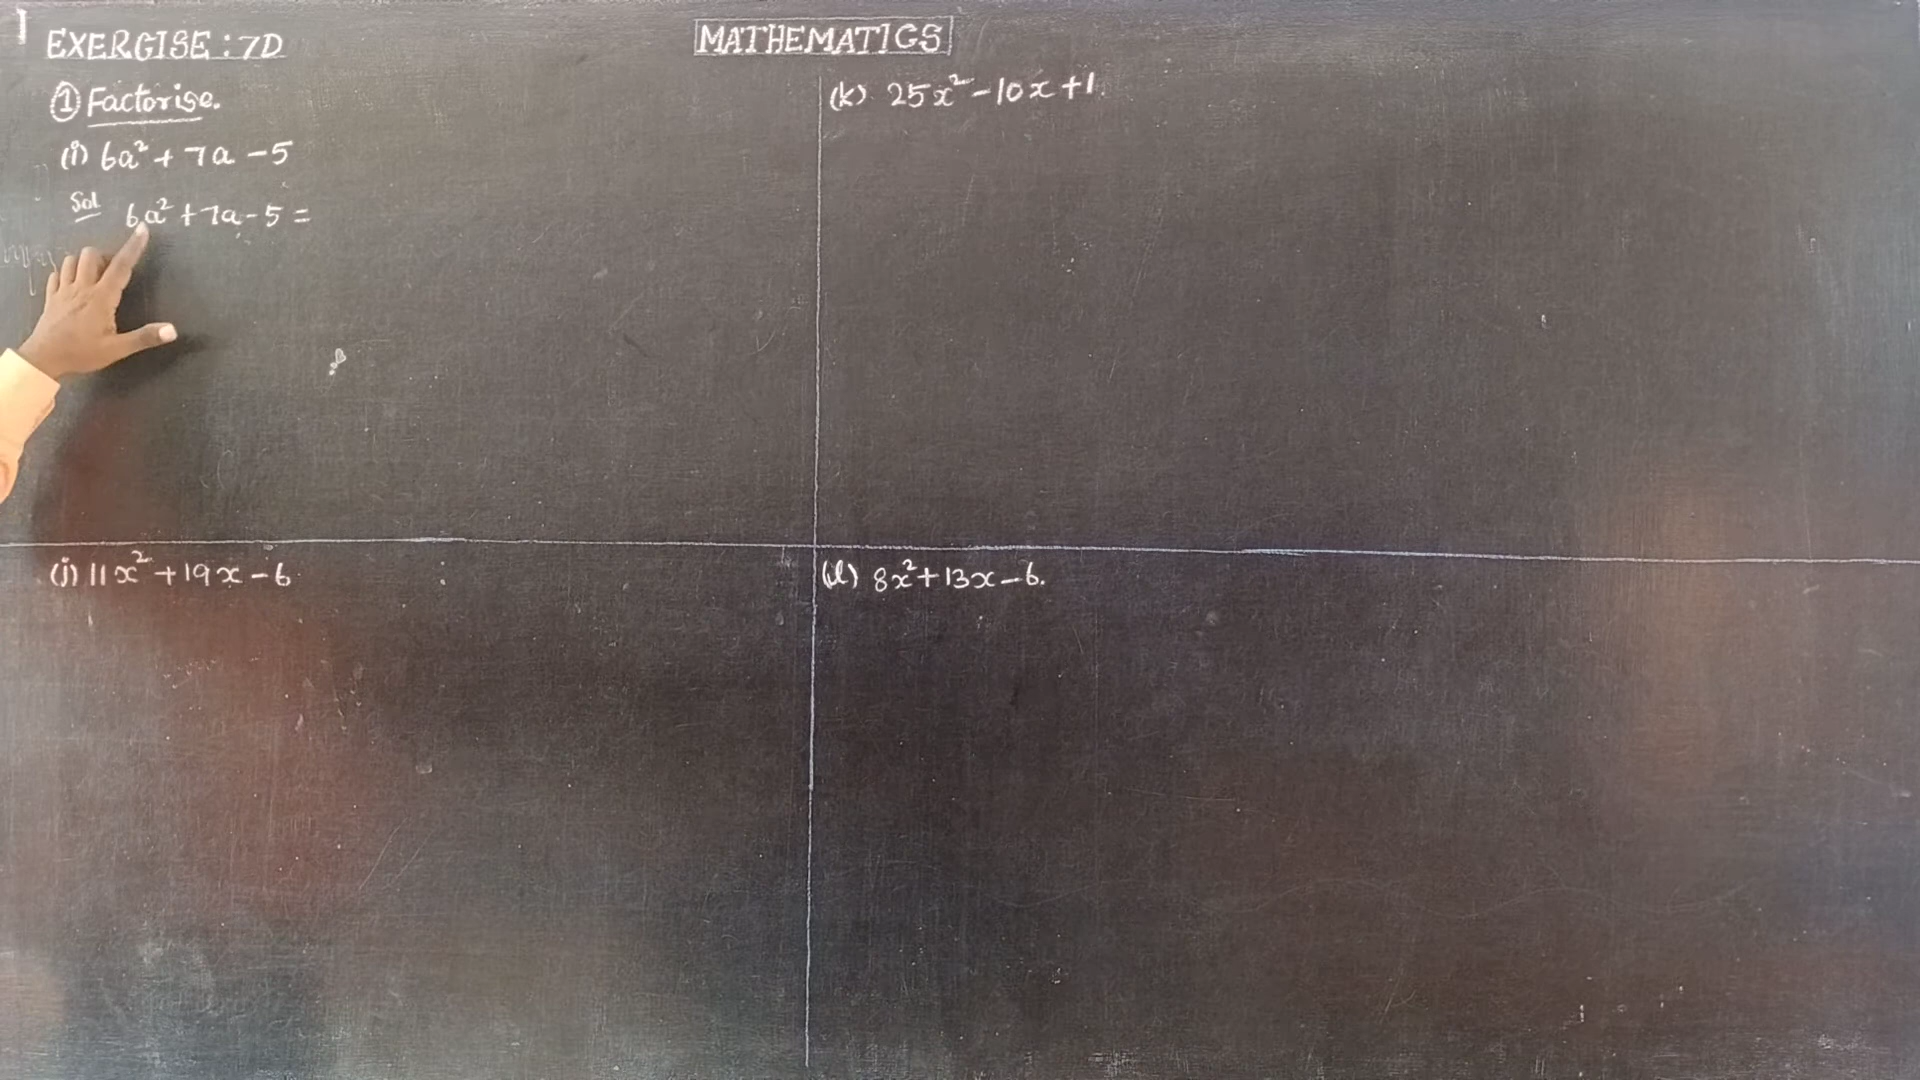 EXERCISE : 7D
MATHEMATICS
① Factorise.
(i) 6a² + 7a - 5
Sol 6a² + 7a - 5 =
(k) 25x² - 10x + 1
(j) 11x² + 19x - 6
(l) 8x² + 13x - 6.